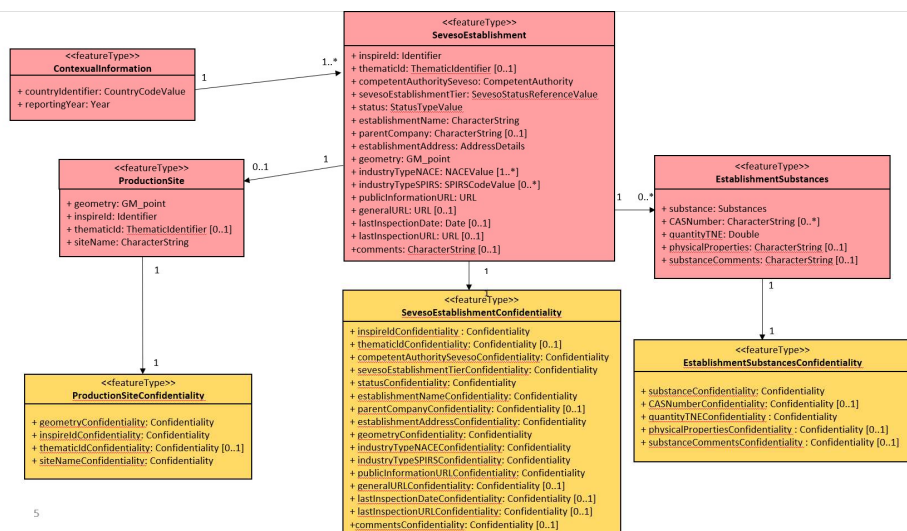 <<featureType>>
SevesoEstablishment
+ inspireId: Identifier
+ thematicId: ThematicIdentifier [0..1]
+ competentAuthoritySeveso: CompetentAuthority
+ sevesoEstablishmentTier: SevesoStatusReferenceValue
+ status: StatusTypeValue
+ establishmentName: CharacterString
+ parentCompany: CharacterString [0..1]
+ establishmentAddress: AddressDetails
+ geometry: GM_point
+ industryTypeNACE: NACEValue [1..*]
+ industryTypeSPIRS: SPIRSCodeValue [0..*]
+ publicInformationURL: URL
+ generalURL: URL [0..1]
+ lastInspectionDate: Date [0..1]
+ lastInspectionURL: URL [0..1]
+comments: CharacterString [0..1]
<<featureType>>
ContexualInformation
+ countryIdentifier: CountryCodeValue
+ reportingYear: Year
1
1..*
<<featureType>>
ProductionSite
+ geometry: GM_point
+ inspireId: Identifier
+ thematicId: ThematicIdentifier [0..1]
+ siteName: CharacterString
0..1
1
<<featureType>>
EstablishmentSubstances
+ substance: Substances
+ CASNumber: CharacterString [0..*]
+ quantityTNE: Double
+ physicalProperties: CharacterString [0..1]
+ substanceComments: CharacterString [0..1]
1
0..*
1
1
1
1
1
1
<<featureType>>
SevesoEstablishmentConfidentiality
+ inspireIdConfidentiality : Confidentiality
+ thematicIdConfidentiality: Confidentiality [0..1]
+ competentAuthoritySevesoConfidentiality: Confidentiality
+ sevesoEstablishmentTierConfidentiality: Confidentiality
+ statusConfidentiality: Confidentiality
+ establishmentNameConfidentiality: Confidentiality
+ parentCompanyConfidentiality: Confidentiality [0..1]
+ establishmentAddressConfidentiality: Confidentiality
+ geometryConfidentiality: Confidentiality
+ industryTypeNACEConfidentiality: Confidentiality
+ industryTypeSPIRSConfidentiality: Confidentiality
+ publicInformationURLConfidentiality: Confidentiality
+ generalURLConfidentiality: Confidentiality [0..1]
+ lastInspectionDateConfidentiality: Confidentiality [0..1]
+ lastInspectionURLConfidentiality: Confidentiality [0..1]
+commentsConfidentiality: Confidentiality [0..1]
<<featureType>>
EstablishmentSubstancesConfidentiality
+ substanceConfidentiality: Confidentiality
+ CASNumberConfidentiality: Confidentiality [0..1]
+ quantityTNEConfidentiality : Confidentiality
+ physicalPropertiesConfidentiality : Confidentiality [0..1]
+ substanceCommentsConfidentiality : Confidentiality [0..1]
<<featureType>>
ProductionSiteConfidentiality
+ geometryConfidentiality: Confidentiality
+ inspireIdConfidentiality: Confidentiality
+ thematicIdConfidentiality: Confidentiality [0..1]
+ siteNameConfidentiality: Confidentiality
5